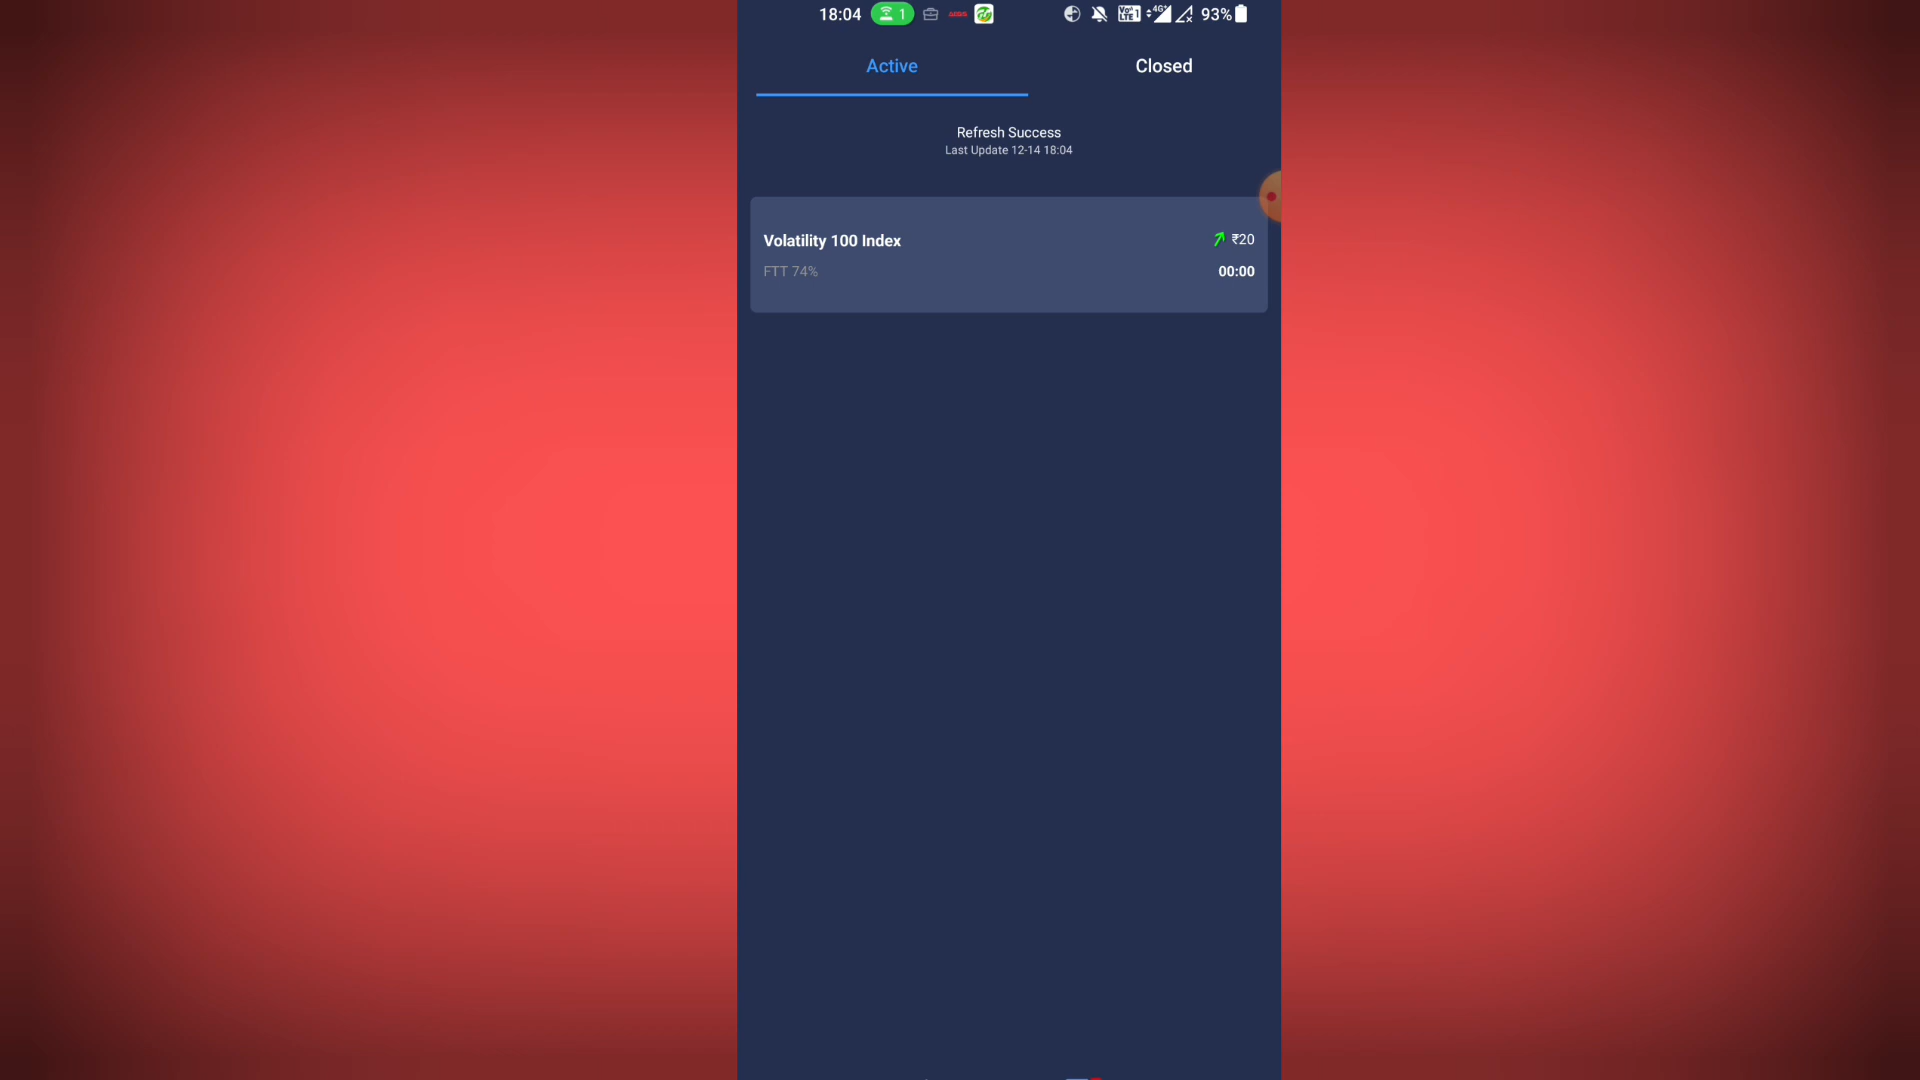 18:04 1 93%
Active Closed
Refresh Success
Last Update 12-14 18:04
Volatility 100 Index ₹20
FTT 74% 00:00